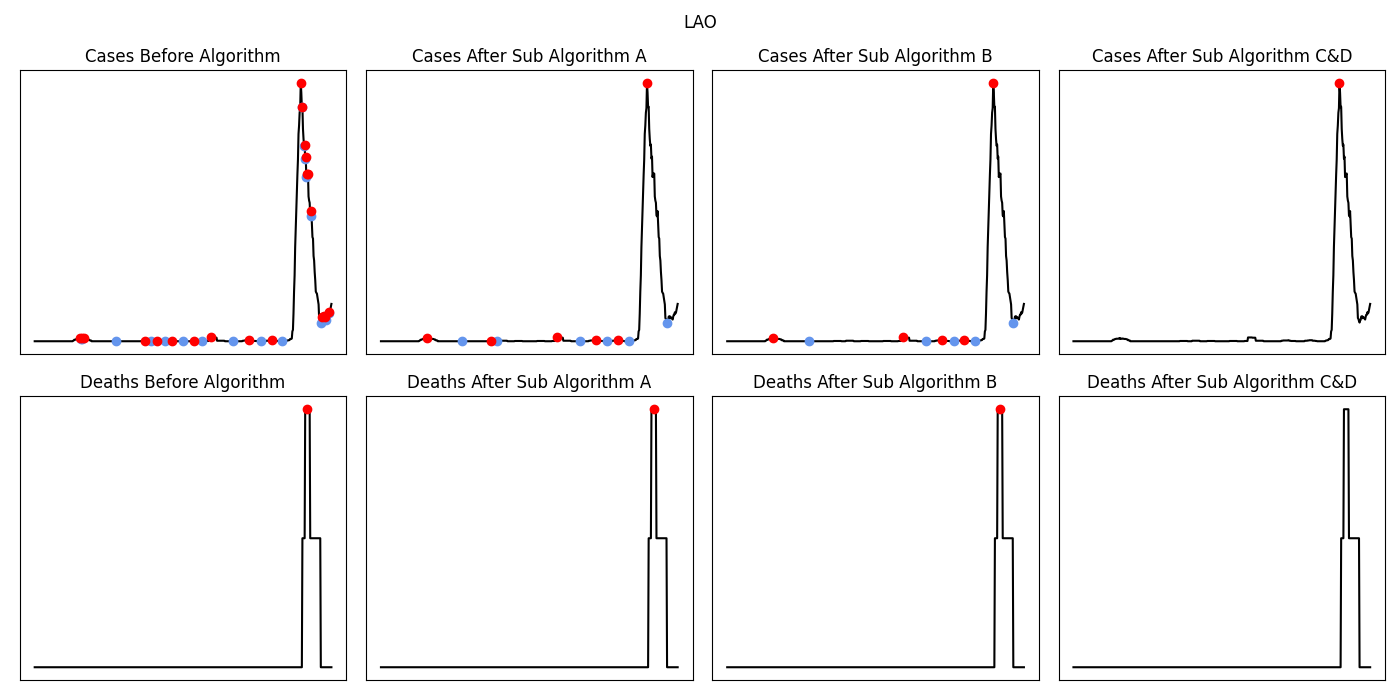 LAO
Cases Before Algorithm
Cases After Sub Algorithm A
Cases After Sub Algorithm B
Cases After Sub Algorithm C&D
Deaths Before Algorithm
Deaths After Sub Algorithm A
Deaths After Sub Algorithm B
Deaths After Sub Algorithm C&D